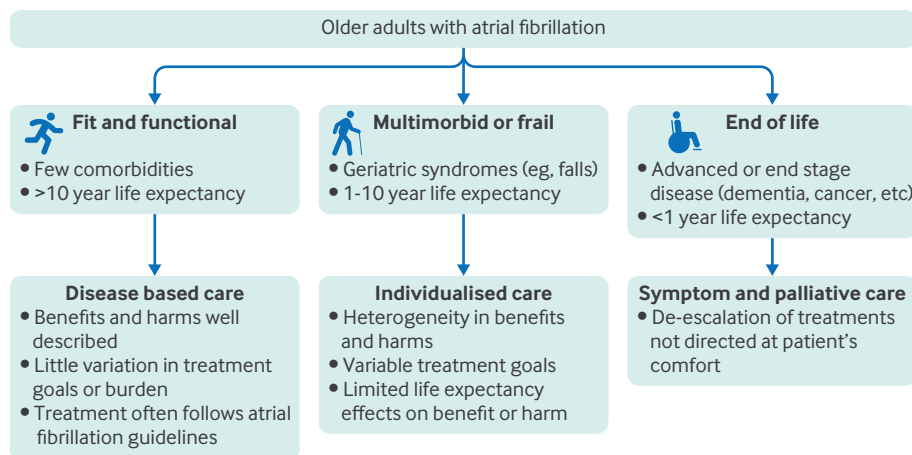 Older adults with atrial fibrillation
Fit and functional
• Few comorbidities
• >10 year life expectancy
Multimorbid or frail
• Geriatric syndromes (eg, falls)
• 1-10 year life expectancy
End of life
• Advanced or end stage
disease (dementia, cancer, etc)
• <1 year life expectancy
Disease based care
• Benefits and harms well
described
• Little variation in treatment
goals or burden
• Treatment often follows atrial
fibrillation guidelines
Individualised care
• Heterogeneity in benefits
and harms
• Variable treatment goals
• Limited life expectancy
effects on benefit or harm
Symptom and palliative care
• De-escalation of treatments
not directed at patient's
comfort